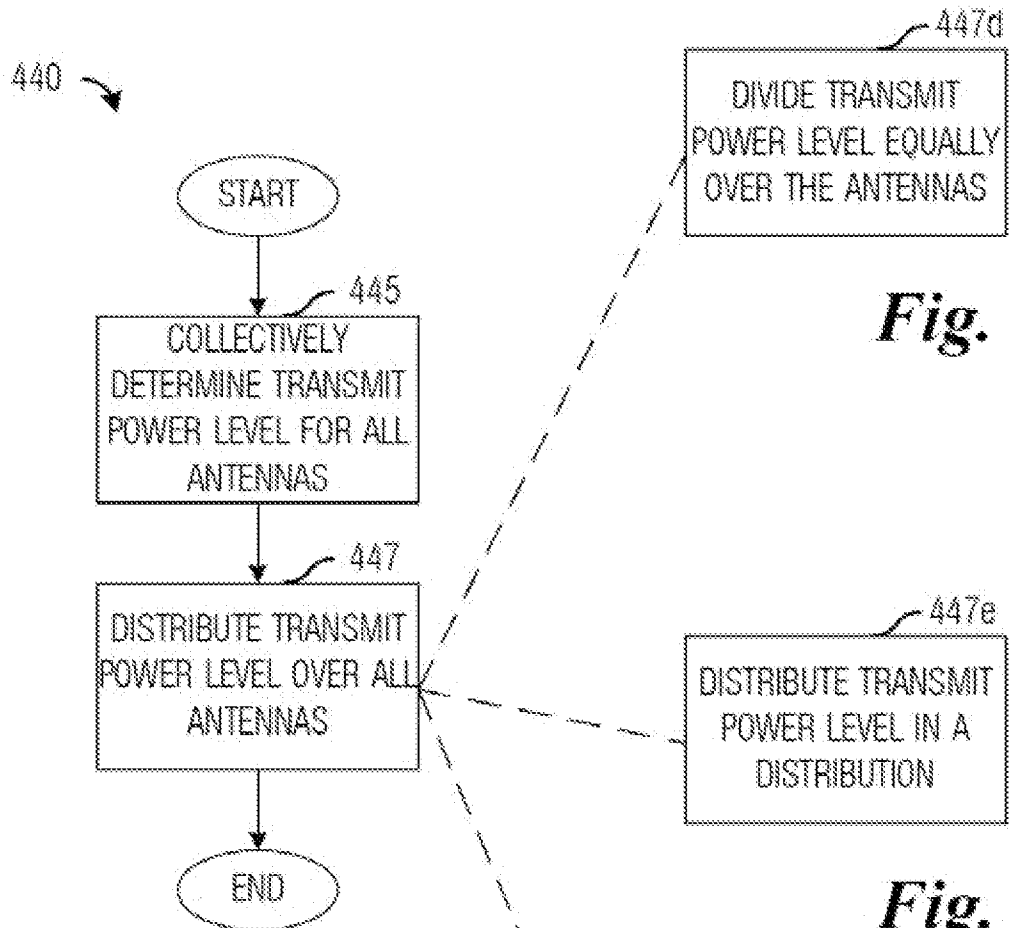 440
START
445
COLLECTIVELY
DETERMINE TRANSMIT
POWER LEVEL FOR ALL
ANTENNAS
447
DISTRIBUTE TRANSMIT
POWER LEVEL OVER ALL
ANTENNAS
END
447d
DIVIDE TRANSMIT
POWER LEVEL EQUALLY
OVER THE ANTENNAS
Fig.
447e
DISTRIBUTE TRANSMIT
POWER LEVEL IN A
DISTRIBUTION
Fig.